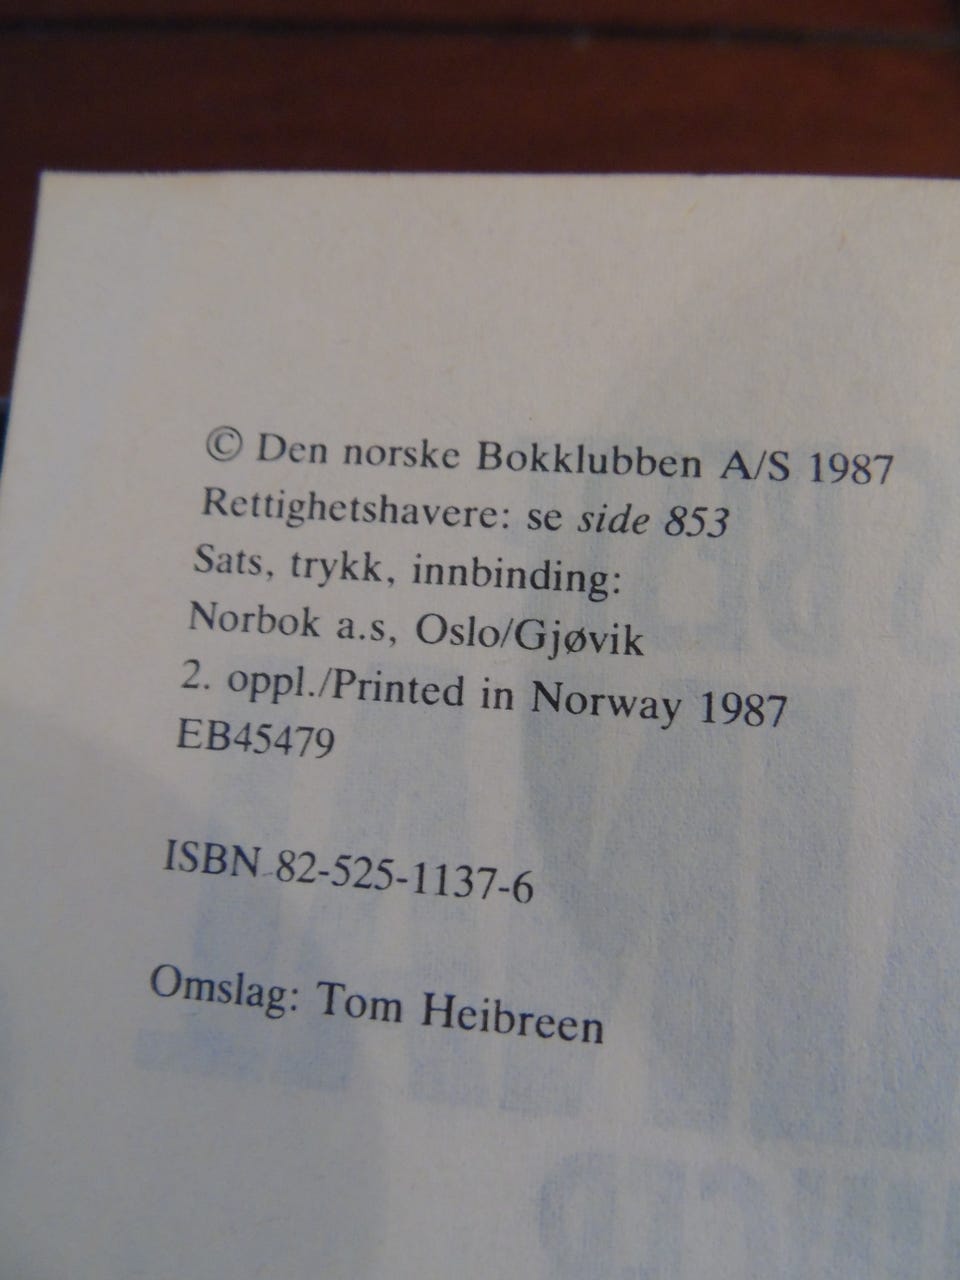 © Den norske Bokklubben A/S 1987
Rettighetshavere: se side 853
Sats, trykk, innbinding:
Norbok a.s, Oslo/Gjøvik
2. oppl./Printed in Norway 1987
EB45479
ISBN 82-525-1137-6
Omslag: Tom Heibreen